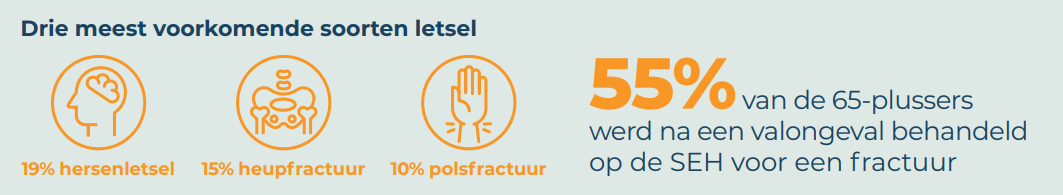 Drie meest voorkomende soorten letsel
19% hersenletsel
15% heupfractuur
10% polsfractuur
55% van de 65-plussers
werd na een valongeval behandeld
op de SEH voor een fractuur